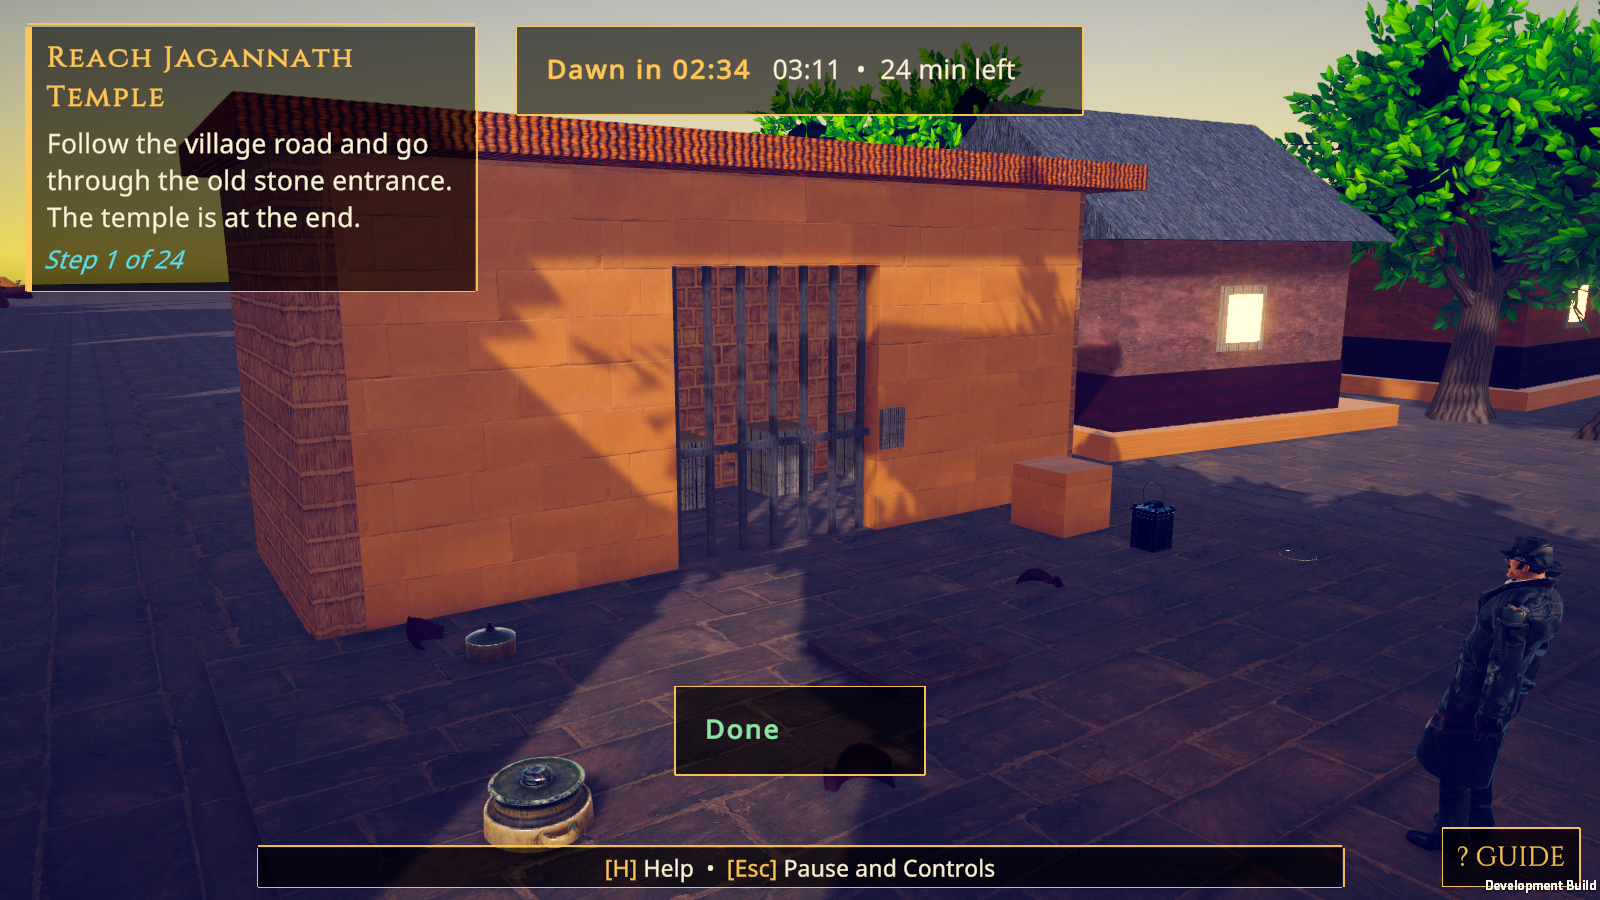 REACH JAGANNATH
TEMPLE
Follow the village road and go
through the old stone entrance.
The temple is at the end.
Step 1 of 24
Dawn in 02:34 03:11 • 24 min left
Done
[H] Help • [Esc] Pause and Controls
? GUIDE
Development Build